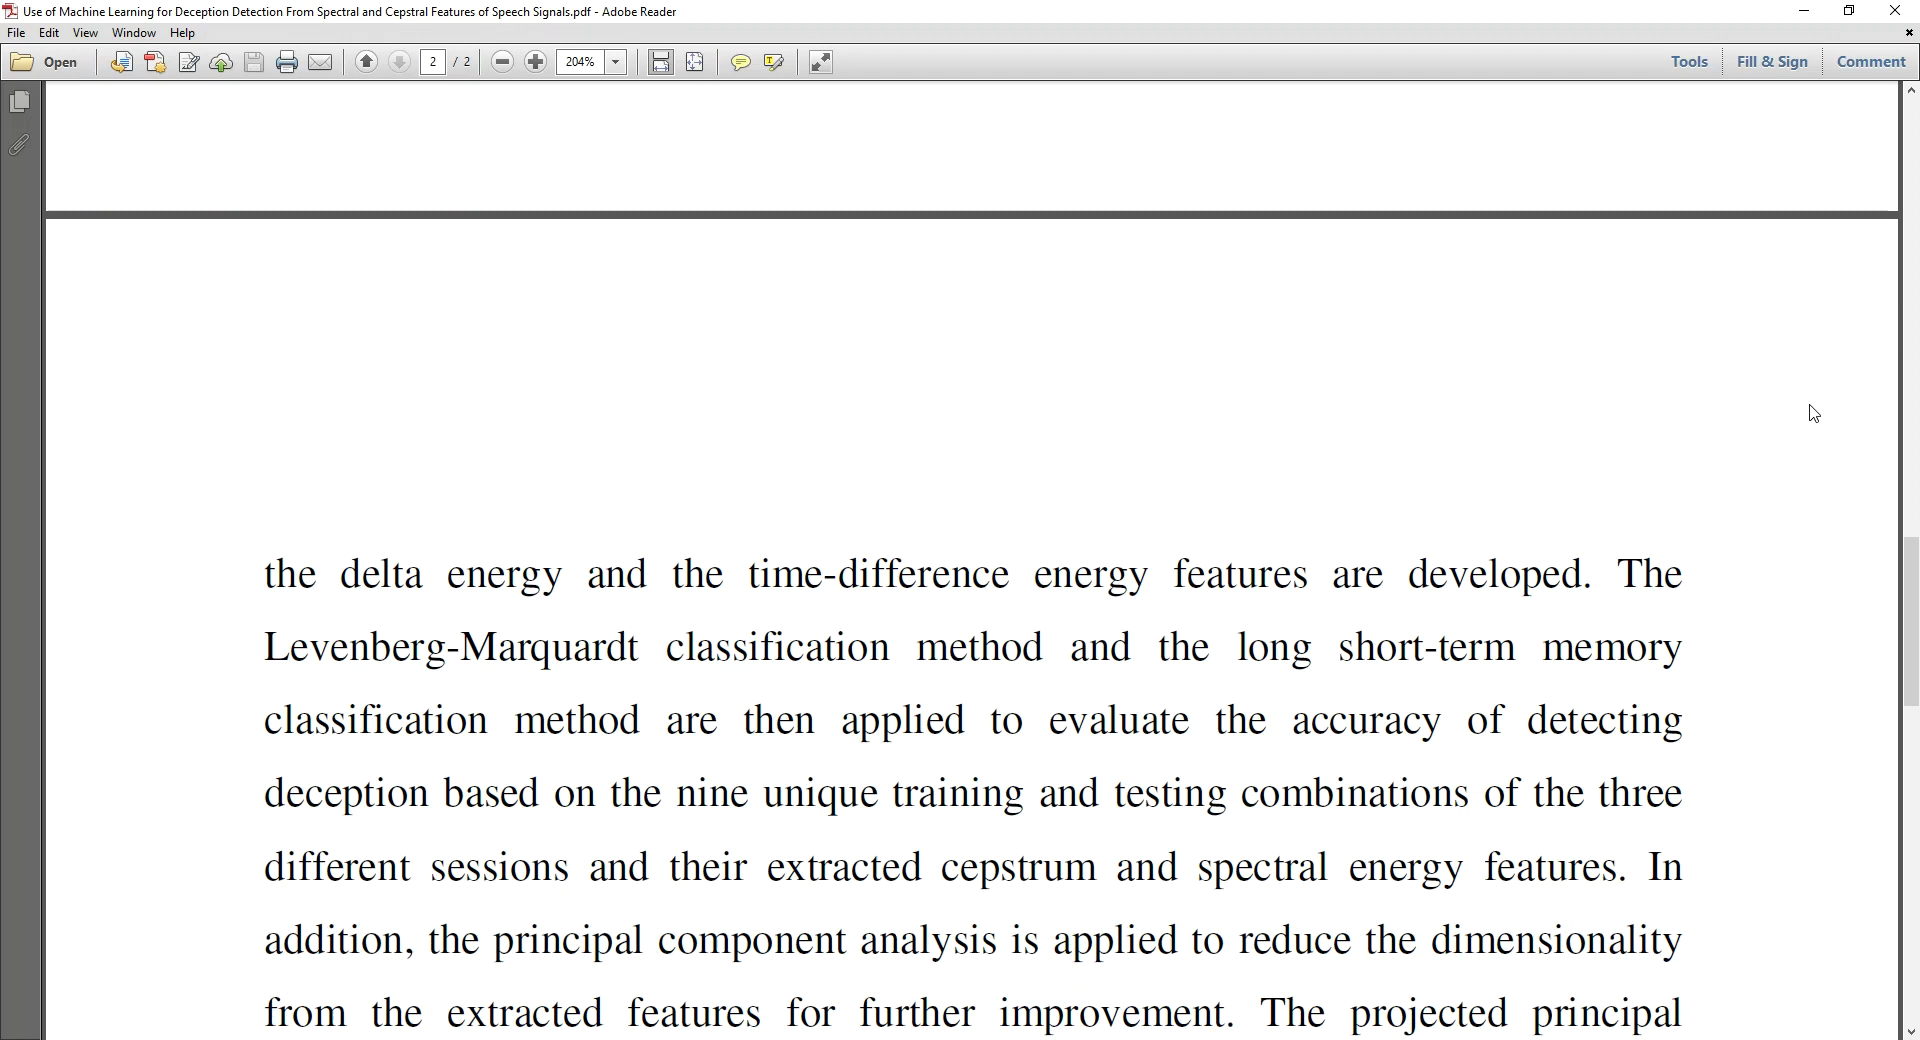 Use of Machine Learning for Deception Detection From Spectral and Cepstral Features of Speech Signals.pdf - Adobe Reader
File Edit View Window Help
Open 2 / 2 204% Tools Fill & Sign Comment
the delta energy and the time-difference energy features are developed. The
Levenberg-Marquardt classification method and the long short-term memory
classification method are then applied to evaluate the accuracy of detecting
deception based on the nine unique training and testing combinations of the three
different sessions and their extracted cepstrum and spectral energy features. In
addition, the principal component analysis is applied to reduce the dimensionality
from the extracted features for further improvement. The projected principal